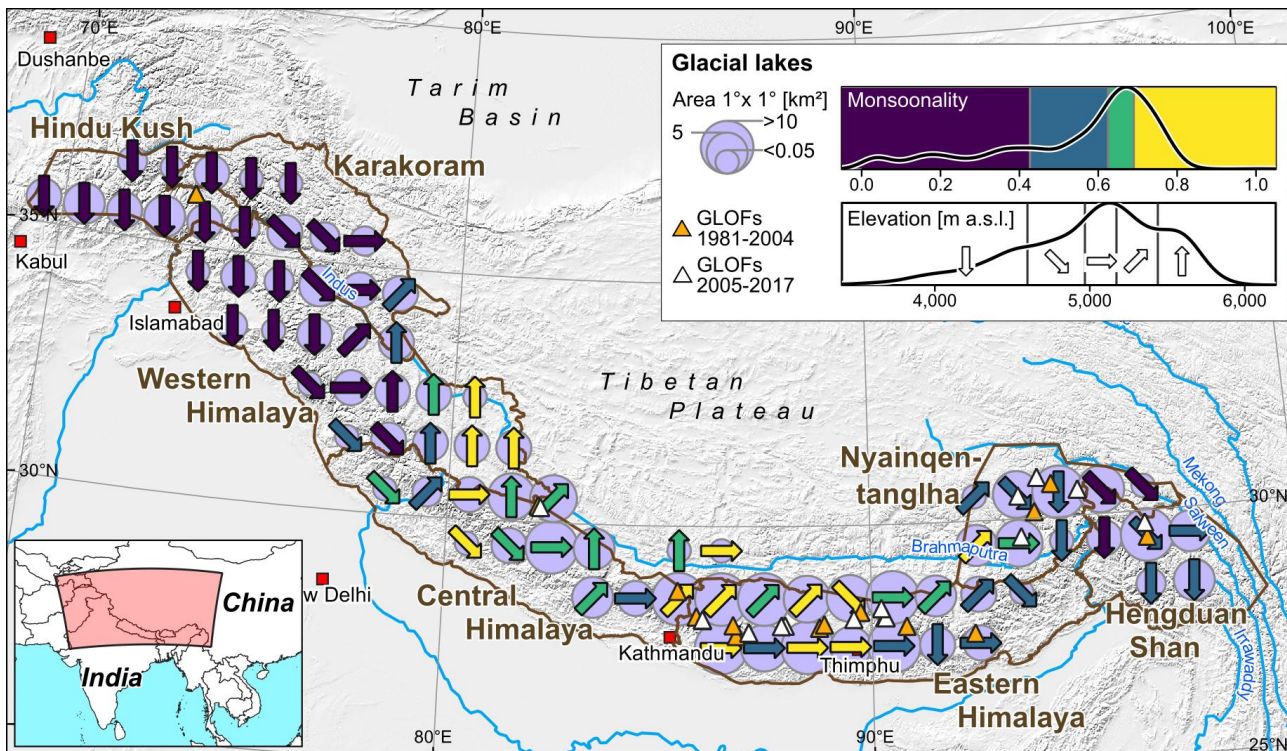 70°E
80°E
90°E
100°E
Dushanbe
Tarim
Basin
Hindu Kush
Karakoram
35°N
Kabul
Indus
Islamabad
Western
Himalaya
Tibetan
Plateau
30°N
Nyainqen-
tanglha
Mekong
Salween
30°N
Brahmaputra
w Delhi
Central
Himalaya
Kathmandu
Thimphu
Hengduan
Shan
Irrawaddy
Eastern
Himalaya
80°E
90°E
25°N
China
India
Glacial lakes
Area 1°x 1° [km²]
>10
5
<0.05
GLOFs
1981-2004
GLOFs
2005-2017
Monsoonality
0.0 0.2 0.4 0.6 0.8 1.0
Elevation [m a.s.l.]
4,000 5,000 6,000